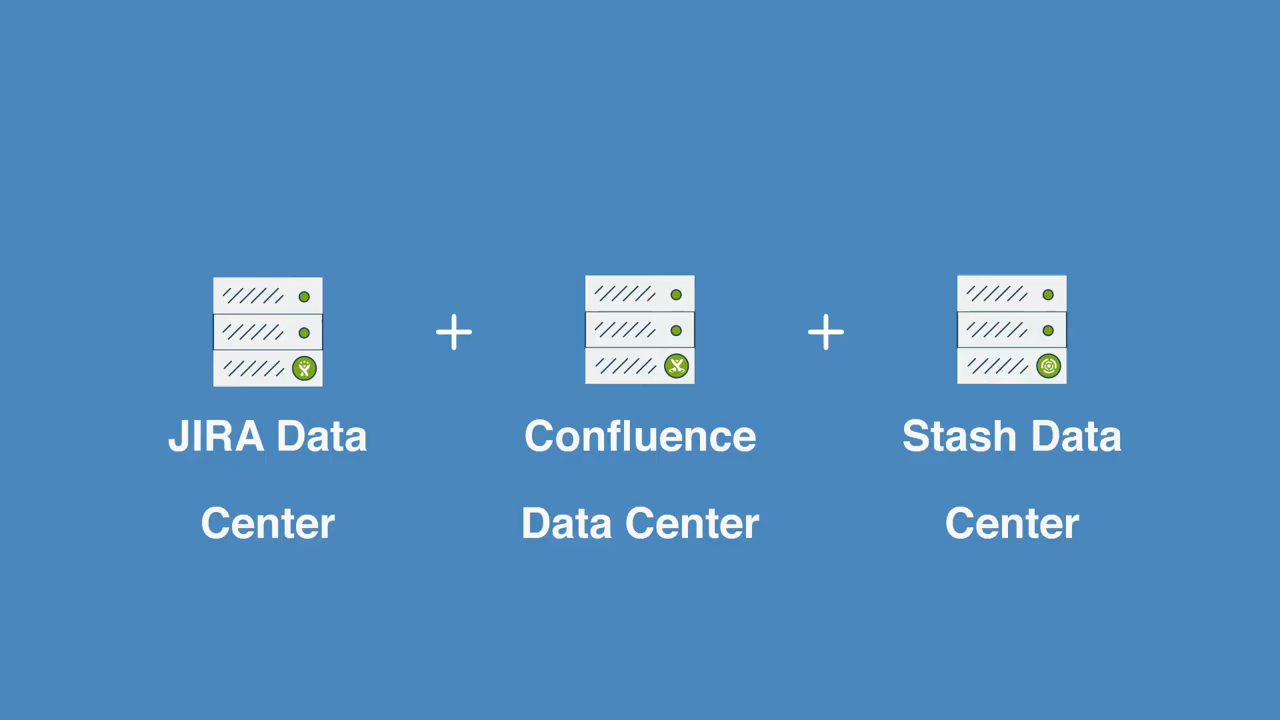 JIRA Data
Center
+
Confluence
Data Center
+
Stash Data
Center